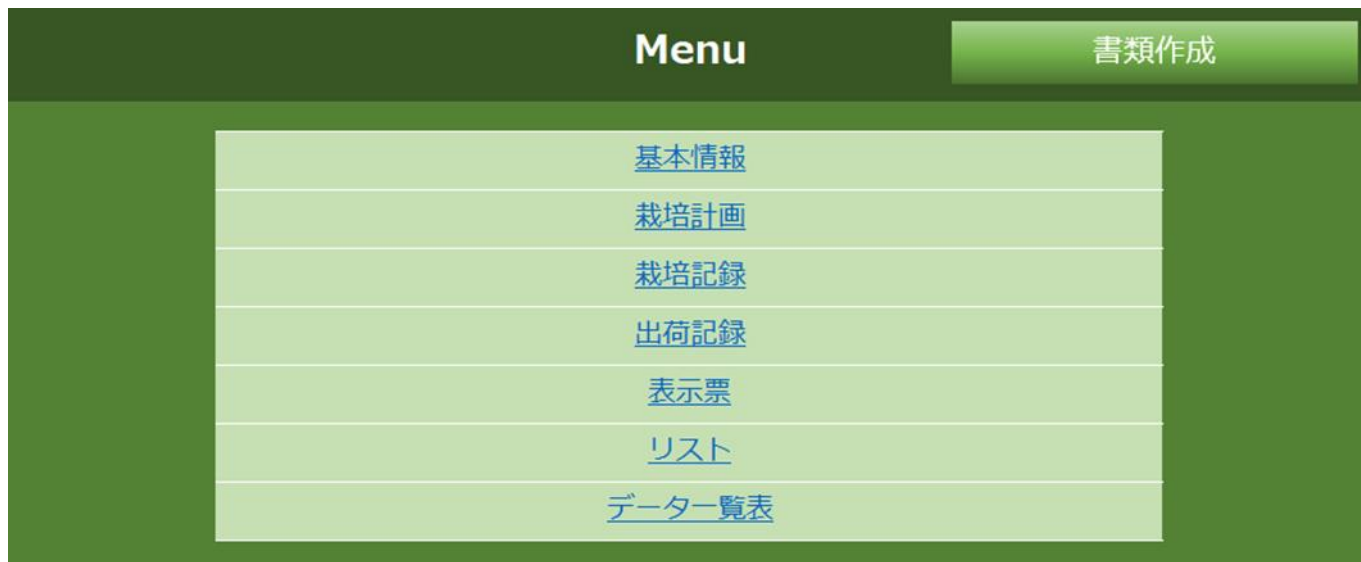 Menu
書類作成
基本情報
栽培計画
栽培記録
出荷記録
表示票
リスト
データ一覧表